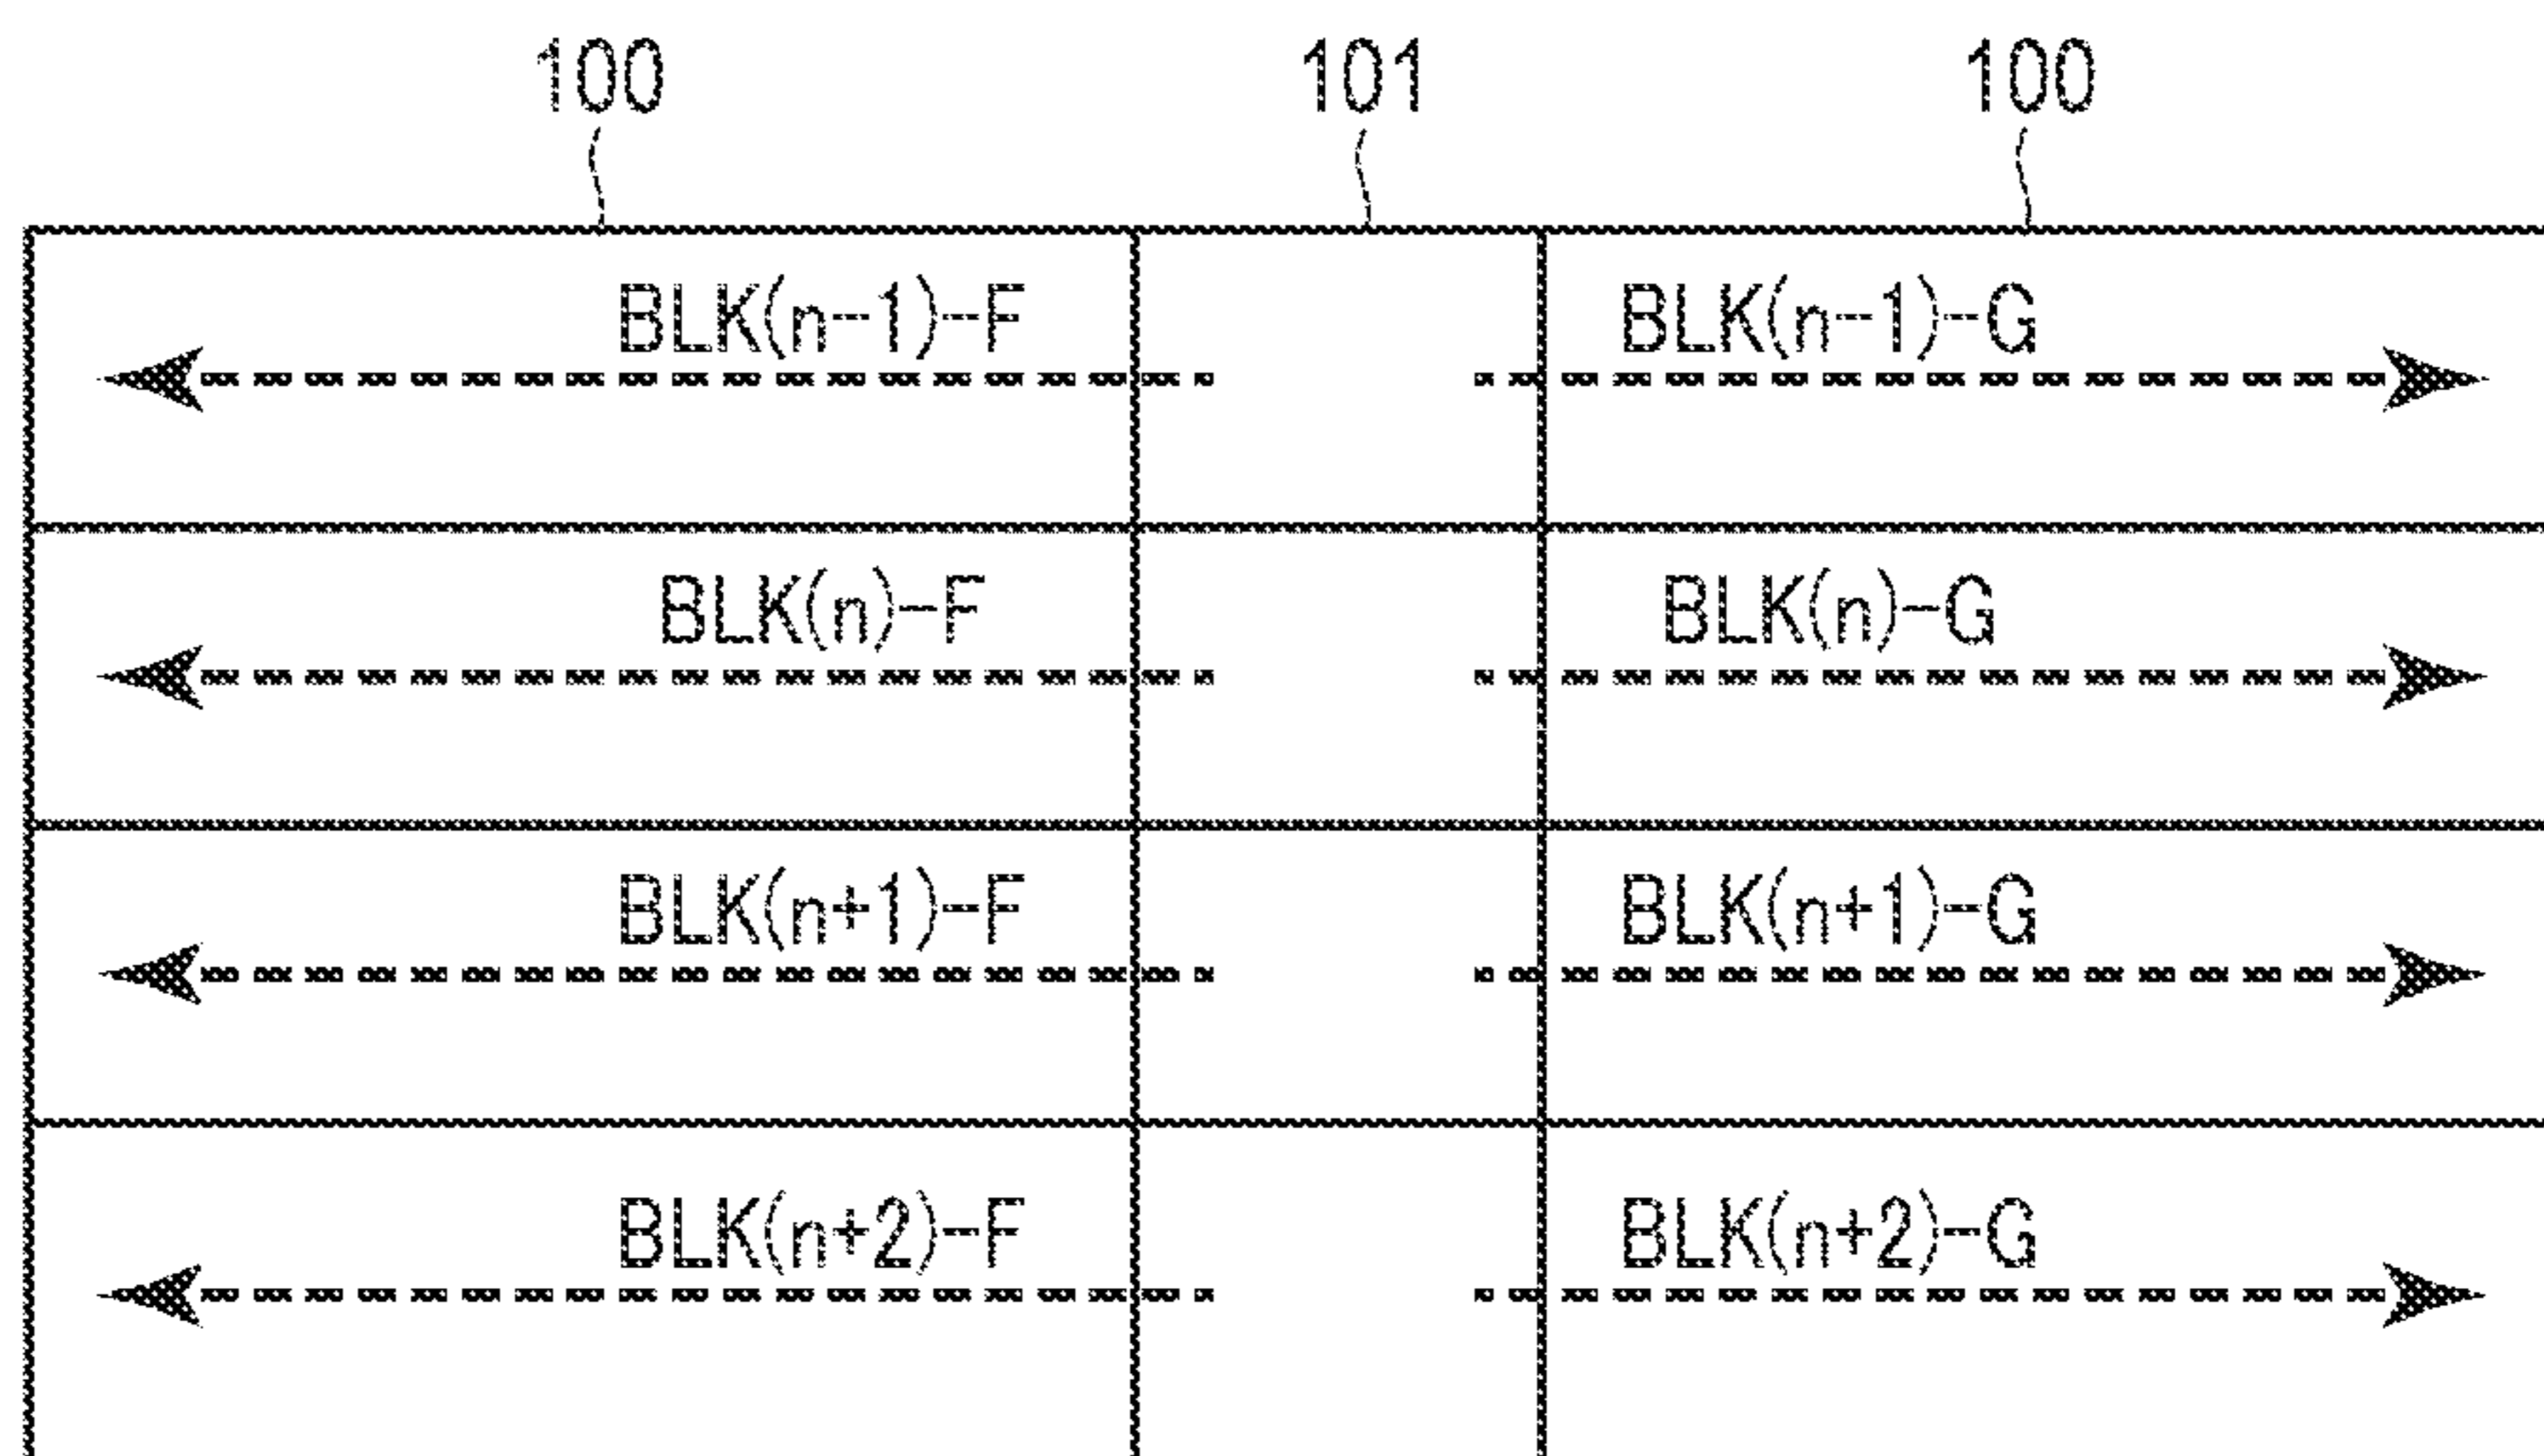 100 101 100
BLK(n-1)-F BLK(n-1)-G
BLK(n)-F BLK(n)-G
BLK(n+1)-F BLK(n+1)-G
BLK(n+2)-F BLK(n+2)-G